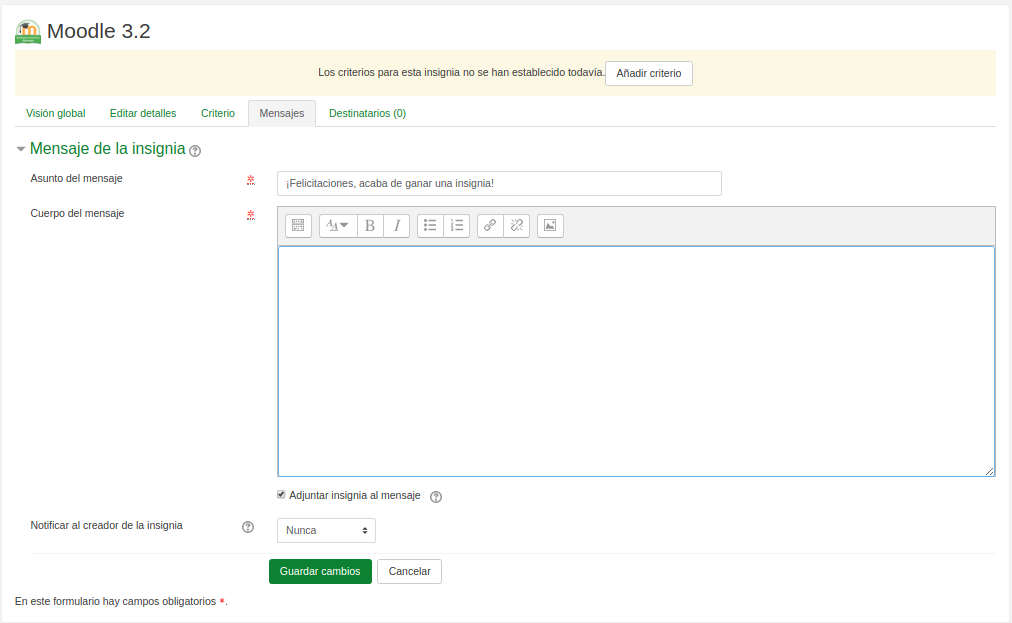 Moodle 3.2
Los criterios para esta insignia no se han establecido todavía. Añadir criterio
Visión global Editar detalles Criterio Mensajes Destinatarios (0)
Mensaje de la insignia
Asunto del mensaje ¡Felicitaciones, acaba de ganar una insignia!
Cuerpo del mensaje
Adjuntar insignia al mensaje
Notificar al creador de la insignia Nunca
Guardar cambios Cancelar
En este formulario hay campos obligatorios *.